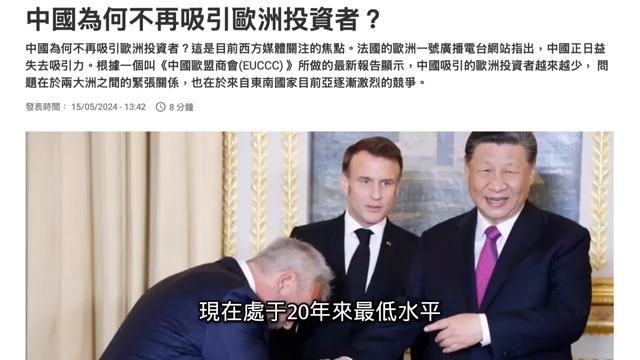 中國為何不再吸引歐洲投資者？
中國為何不再吸引歐洲投資者？這是目前西方媒體關注的焦點。法國的歐洲一號廣播電台網站指出，中國正日益
失去吸引力。根據一個叫《中國歐盟商會(EUCCC) 》所做的最新報告顯示，中國吸引的歐洲投資者越來越少， 問
題在於兩大洲之間的緊張關係，也在於來自東南國家目前亞逐漸激烈的競爭。
發表時間： 15/05/2024 - 13:42 8 分鐘
現在處于20年來最低水平